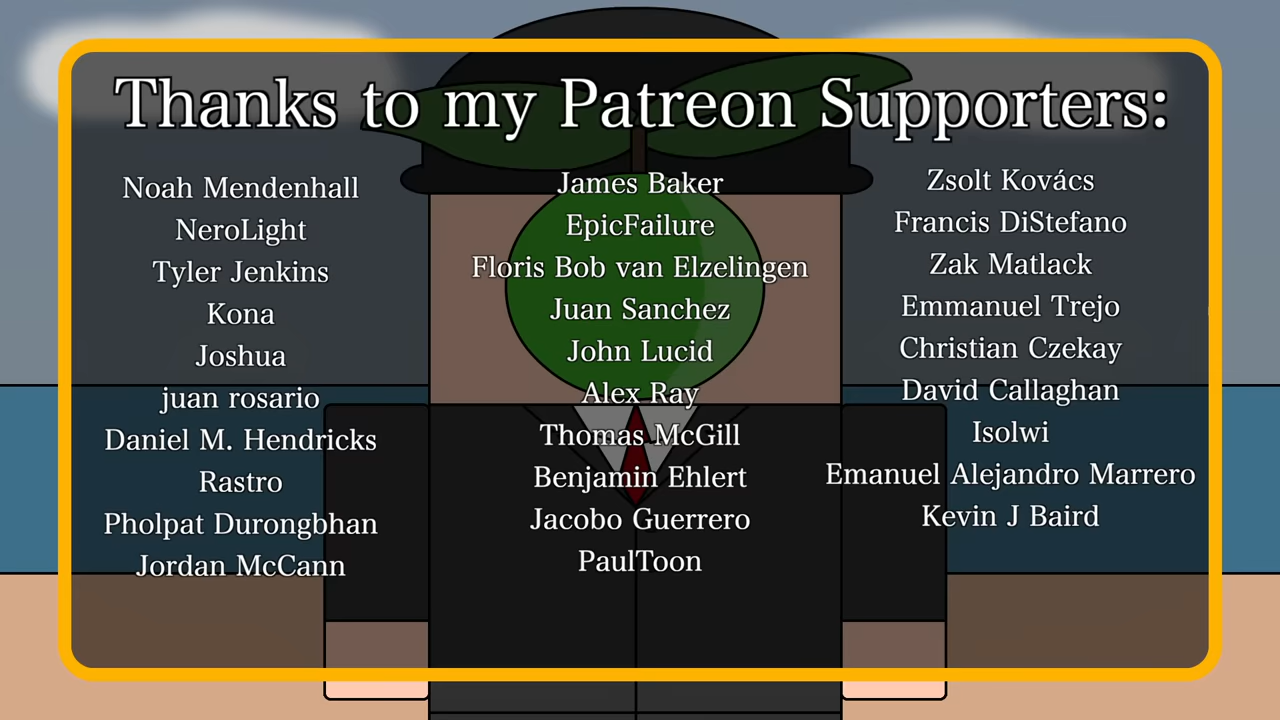 Thanks to my Patreon Supporters:
Noah Mendenhall
NeroLight
Tyler Jenkins
Kona
Joshua
juan rosario
Daniel M. Hendricks
Rastro
Pholpat Durongbhan
Jordan McCann
James Baker
EpicFailure
Floris Bob van Elzelingen
Juan Sanchez
John Lucid
Alex Ray
Thomas McGill
Benjamin Ehlert
Jacobo Guerrero
PaulToon
Zsolt Kovács
Francis DiStefano
Zak Matlack
Emmanuel Trejo
Christian Czekay
David Callaghan
Isolwi
Emanuel Alejandro Marrero
Kevin J Baird